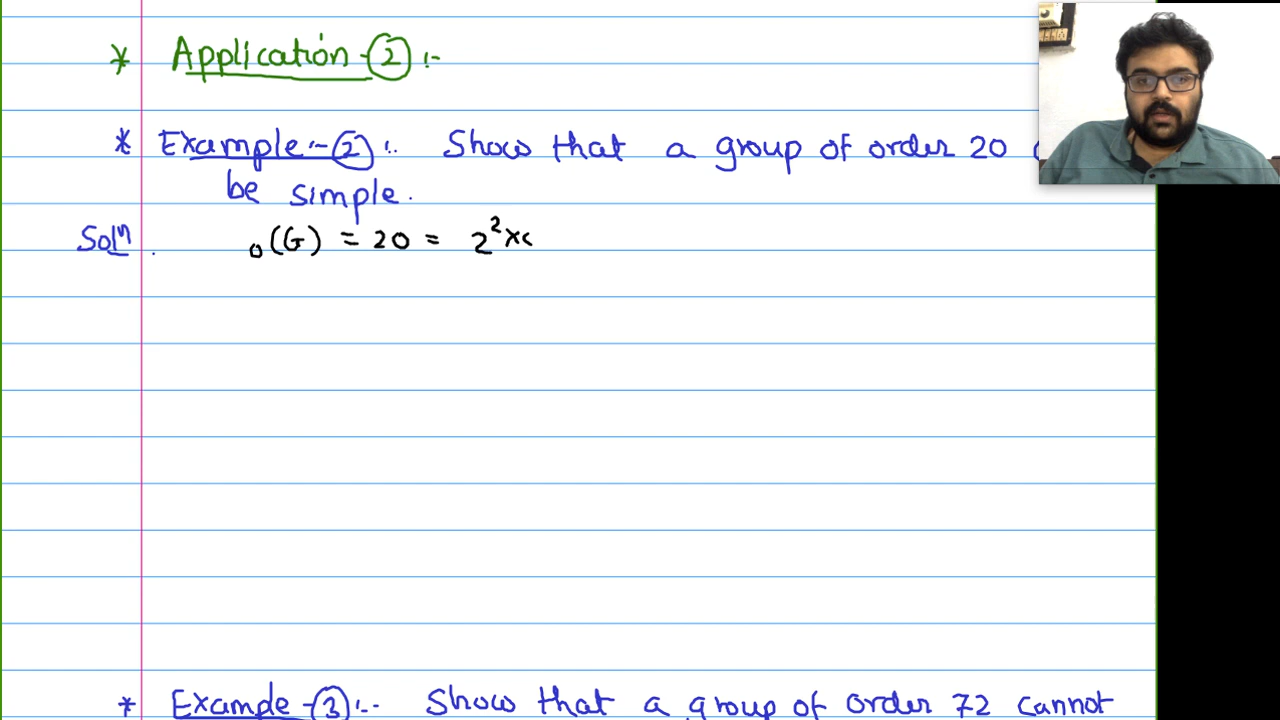 * Application-② :-
* Example:-② :. Show that a group of order 20
be simple.
Solⁿ. o(G) = 20 = 2²x
* Example-③ :-. Show that a group of order 72 cannot